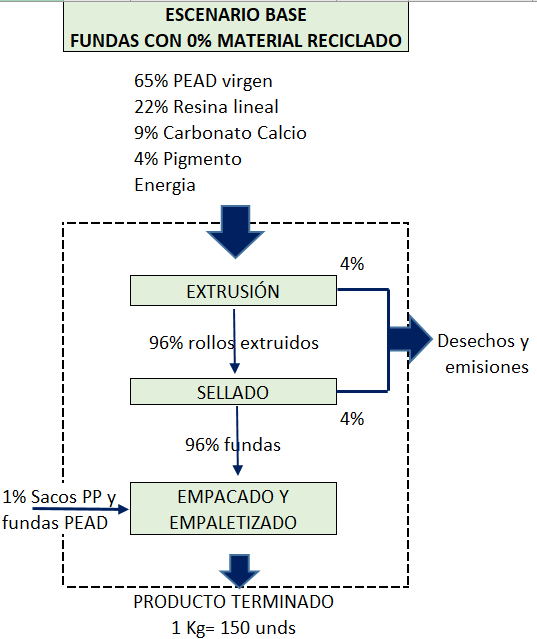 ESCENARIO BASE
FUNDAS CON 0% MATERIAL RECICLADO
65% PEAD virgen
22% Resina lineal
9% Carbonato Calcio
4% Pigmento
Energia
4%
EXTRUSIÓN
96% rollos extruidos
Desechos y
emisiones
SELLADO
4%
96% fundas
1% Sacos PP y
fundas PEAD
EMPACADO Y
EMPALETIZADO
PRODUCTO TERMINADO
1 Kg= 150 unds